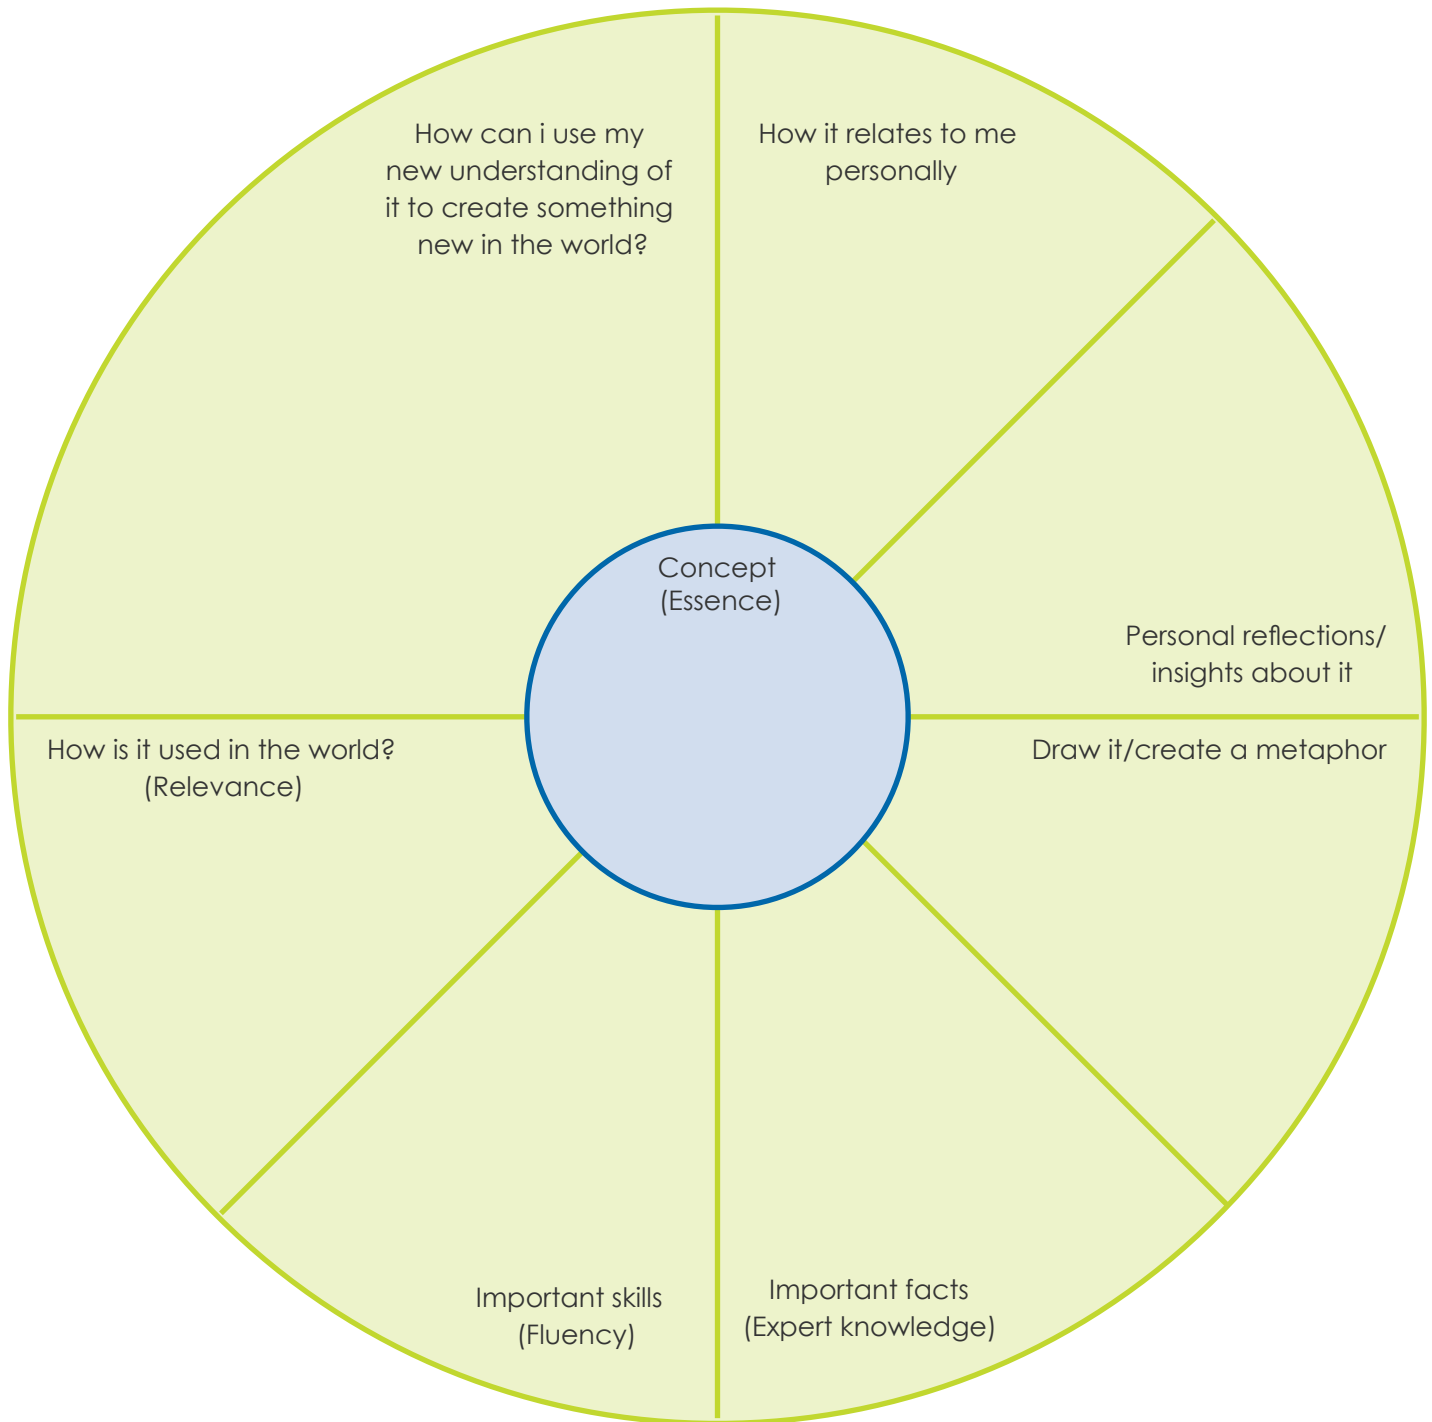 How can i use my
new understanding of
it to create something
new in the world?
How it relates to me
personally
Concept
(Essence)
Personal reflections/
insights about it
How is it used in the world?
(Relevance)
Draw it/create a metaphor
Important skills
(Fluency)
Important facts
(Expert knowledge)